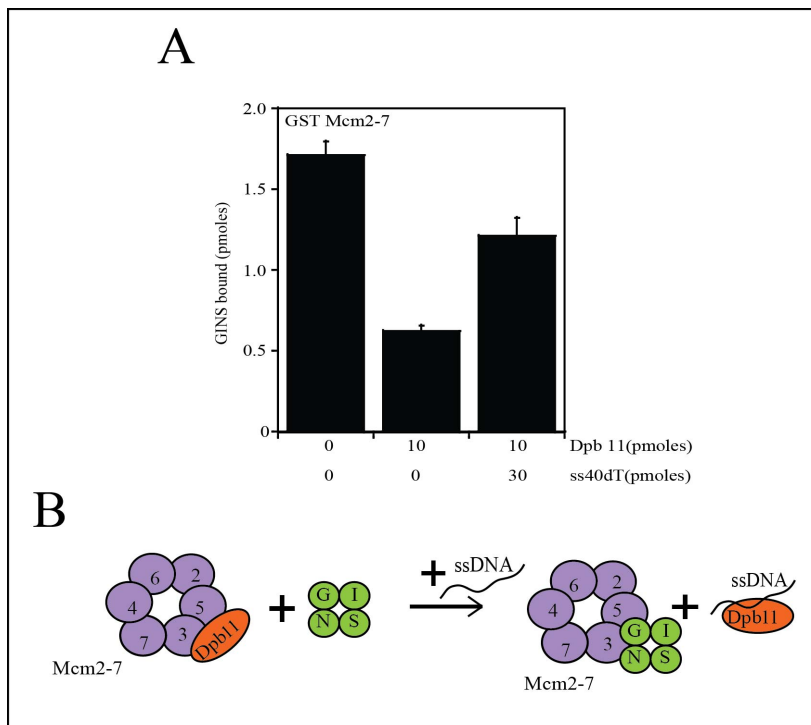 A
2.0
GST Mcm2-7
1.5
1.0
0.5
0
GINS bound (pmoles)
0 10 10 Dpb 11(pmoles)
0 0 30 ss40dT(pmoles)
B
6 2 4 5 7 3 Dpb11
Mcm2-7
+
G I
N S
+ ssDNA
6 2 4 5 7 3
G I
N S
Mcm2-7
+
ssDNA
Dpb11